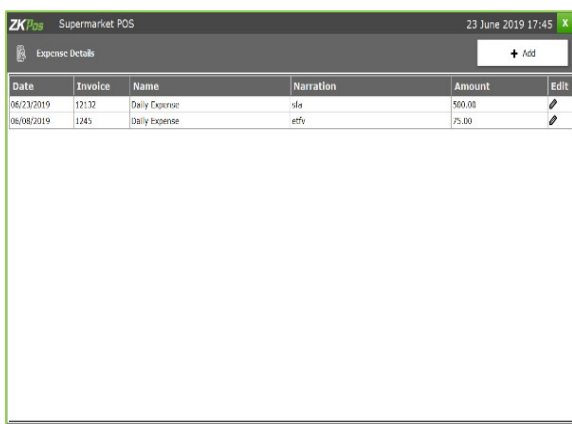 ZKPos Supermarket POS 23 June 2019 17:45 X
Expense Details + Add
Date Invoice Name Narration Amount Edit
06/23/2019 12132 Daily Expense sfa 500.00
06/08/2019 1245 Daily Expense etfv 75.00